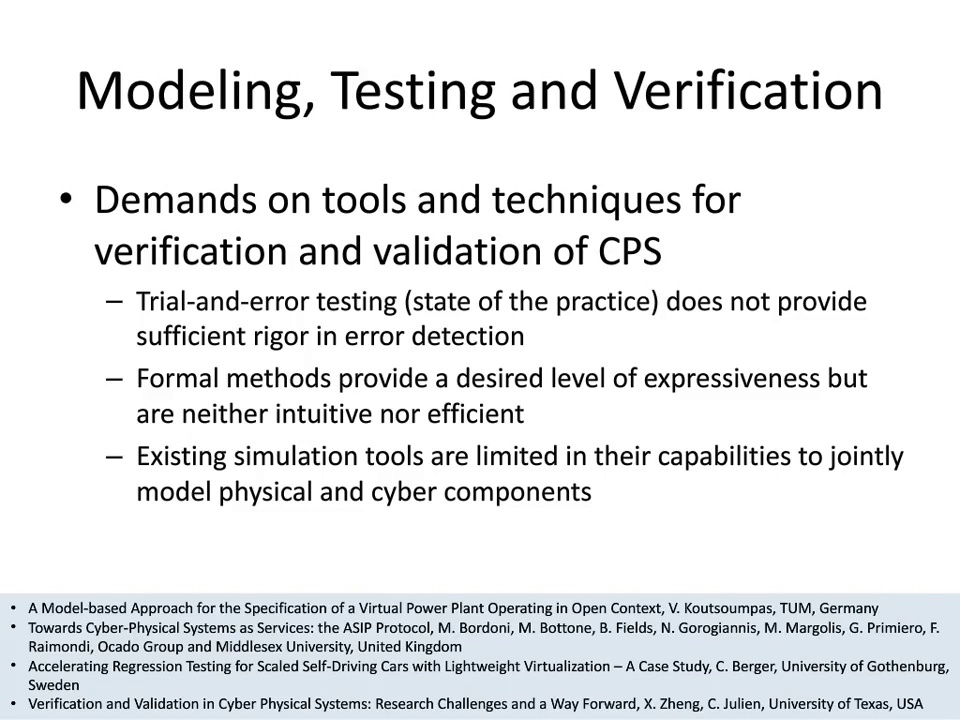 Modeling, Testing and Verification
• Demands on tools and techniques for
verification and validation of CPS
– Trial-and-error testing (state of the practice) does not provide
sufficient rigor in error detection
– Formal methods provide a desired level of expressiveness but
are neither intuitive nor efficient
– Existing simulation tools are limited in their capabilities to jointly
model physical and cyber components
• A Model-based Approach for the Specification of a Virtual Power Plant Operating in Open Context, V. Koutsoumpas, TUM, Germany
• Towards Cyber-Physical Systems as Services: the ASIP Protocol, M. Bordoni, M. Bottone, B. Fields, N. Gorogiannis, M. Margolis, G. Primiero, F.
Raimondi, Ocado Group and Middlesex University, United Kingdom
• Accelerating Regression Testing for Scaled Self-Driving Cars with Lightweight Virtualization – A Case Study, C. Berger, University of Gothenburg,
Sweden
• Verification and Validation in Cyber Physical Systems: Research Challenges and a Way Forward, X. Zheng, C. Julien, University of Texas, USA